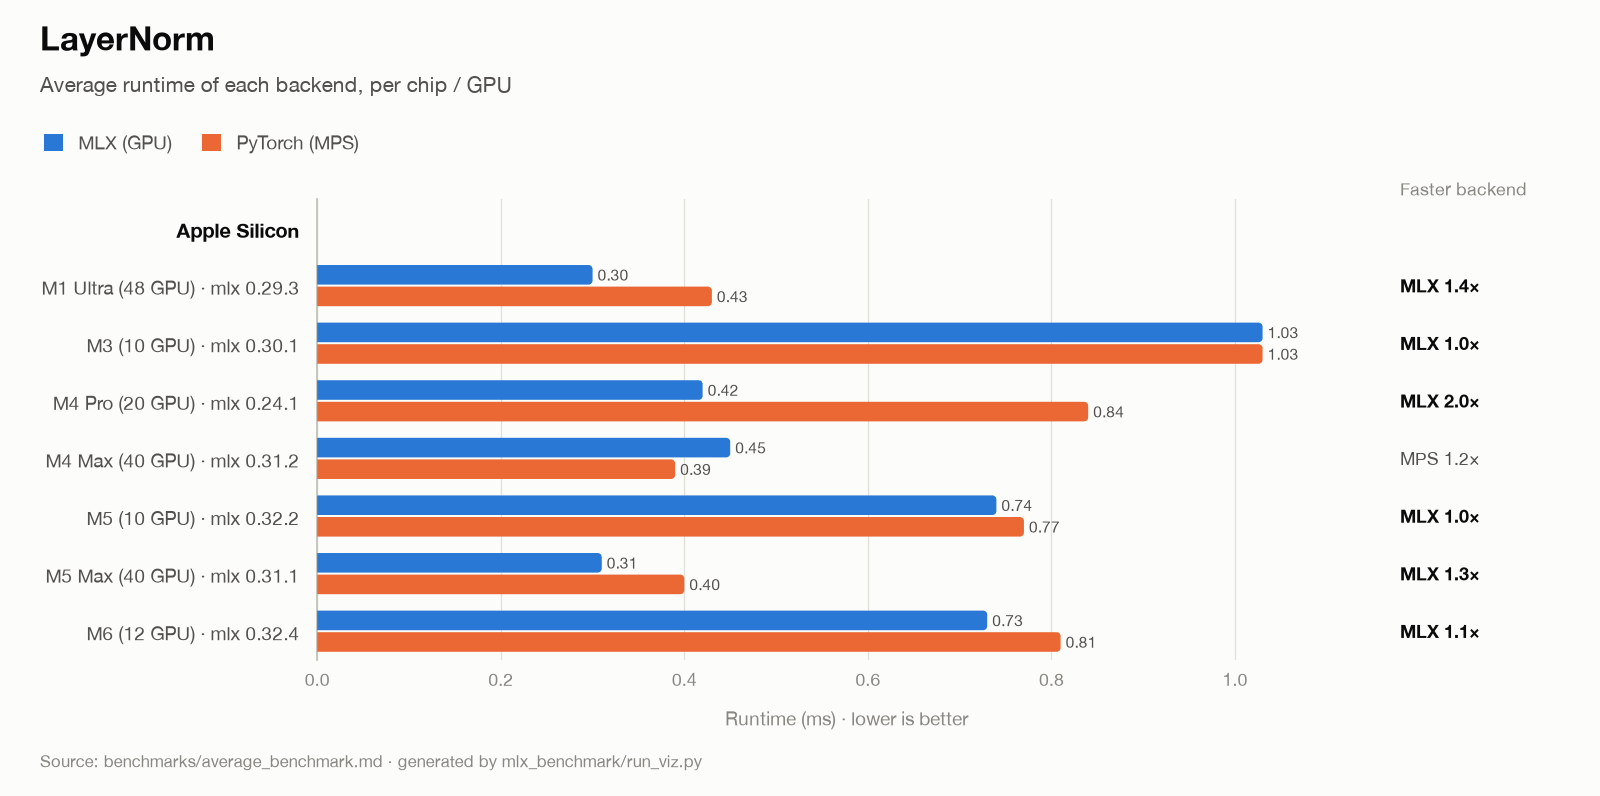 LayerNorm
Average runtime of each backend, per chip / GPU
MLX (GPU) PyTorch (MPS)
Faster backend
Apple Silicon
M1 Ultra (48 GPU) · mlx 0.29.3 0.30 0.43 MLX 1.4×
M3 (10 GPU) · mlx 0.30.1 1.03 1.03 MLX 1.0×
M4 Pro (20 GPU) · mlx 0.24.1 0.42 0.84 MLX 2.0×
M4 Max (40 GPU) · mlx 0.31.2 0.45 0.39 MPS 1.2×
M5 (10 GPU) · mlx 0.32.2 0.74 0.77 MLX 1.0×
M5 Max (40 GPU) · mlx 0.31.1 0.31 0.40 MLX 1.3×
M6 (12 GPU) · mlx 0.32.4 0.73 0.81 MLX 1.1×
0.0 0.2 0.4 0.6 0.8 1.0
Runtime (ms) · lower is better
Source: benchmarks/average_benchmark.md · generated by mlx_benchmark/run_viz.py